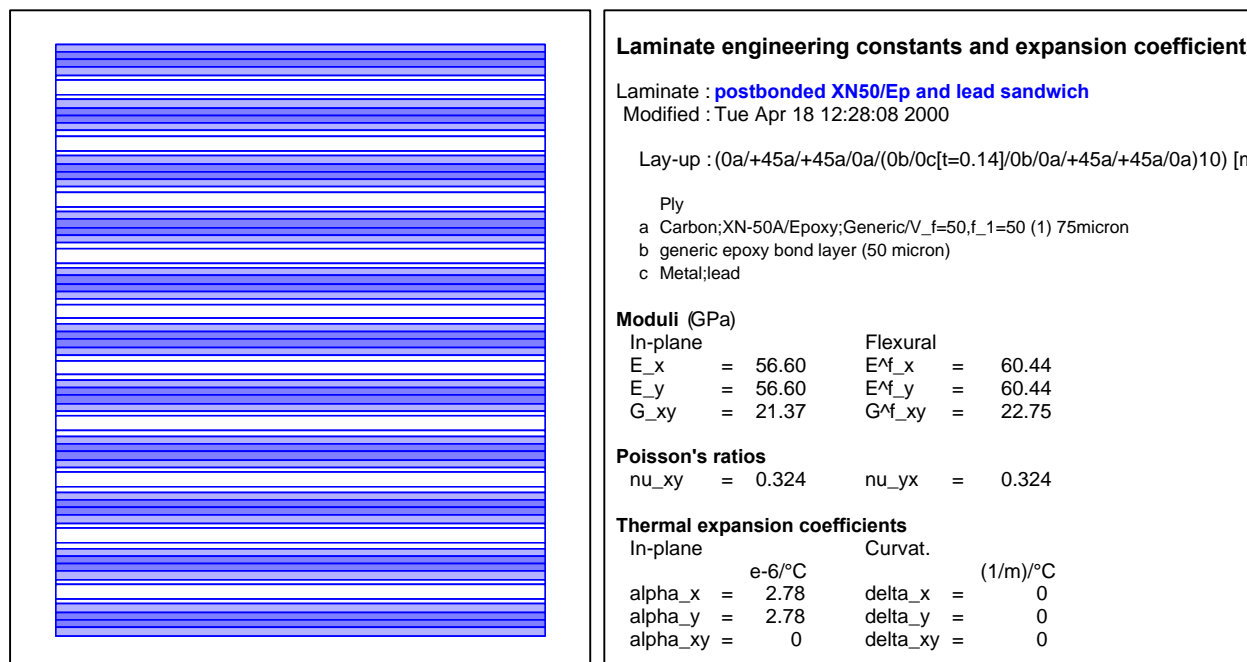 Laminate engineering constants and expansion coefficient
Laminate : postbonded XN50/Ep and lead sandwich
Modified : Tue Apr 18 12:28:08 2000
Lay-up : (0a/+45a/+45a/0a/(0b/0c[t=0.14]/0b/0a/+45a/+45a/0a)10) [m
Ply
a Carbon;XN-50A/Epoxy;Generic/V_f=50,f_1=50 (1) 75micron
b generic epoxy bond layer (50 micron)
c Metal;lead
Moduli (GPa)
In-plane Flexural
E_x = 56.60 E^f_x = 60.44
E_y = 56.60 E^f_y = 60.44
G_xy = 21.37 G^f_xy = 22.75
Poisson's ratios
nu_xy = 0.324 nu_yx = 0.324
Thermal expansion coefficients
In-plane Curvat.
e-6/°C (1/m)/°C
alpha_x = 2.78 delta_x = 0
alpha_y = 2.78 delta_y = 0
alpha_xy = 0 delta_xy = 0